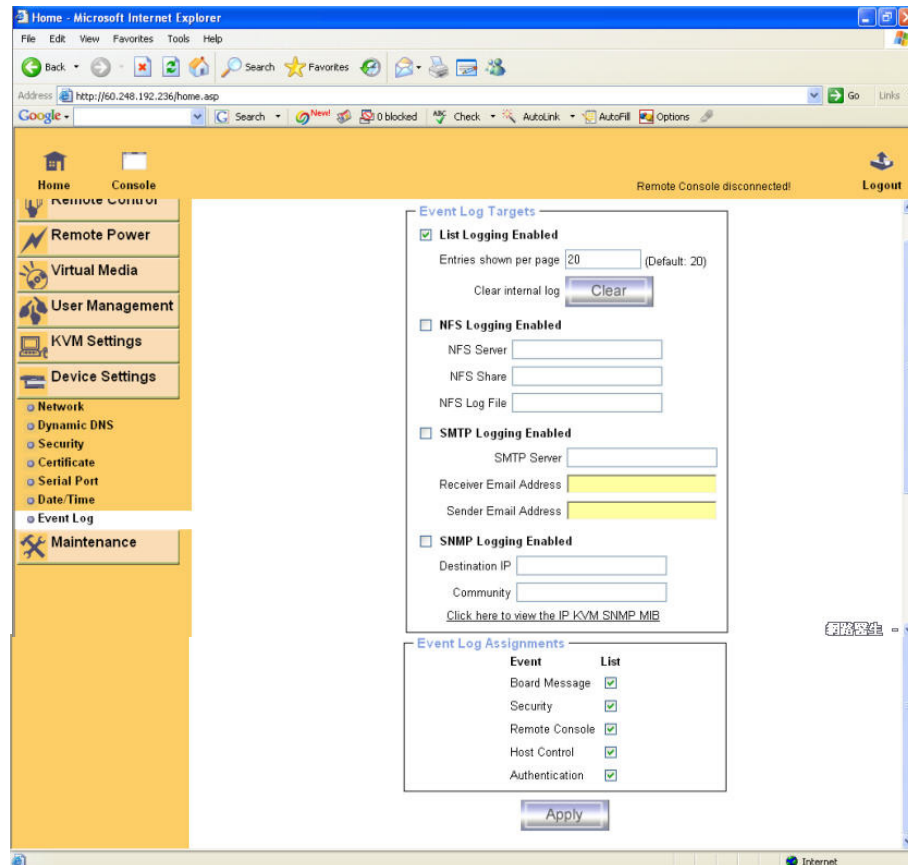 Home - Microsoft Internet Explorer
File Edit View Favorites Tools Help
Back Search Favorites
Address http://60.248.192.236/home.asp Go Links
Google Search New! 0 blocked Check AutoLink AutoFill Options
Home Console Remote Console disconnected! Logout
Remote Control
Remote Power
Virtual Media
User Management
KVM Settings
Device Settings
Network
Dynamic DNS
Security
Certificate
Serial Port
Date/Time
Event Log
Maintenance
Event Log Targets
List Logging Enabled
Entries shown per page 20 (Default: 20)
Clear internal log Clear
NFS Logging Enabled
NFS Server
NFS Share
NFS Log File
SMTP Logging Enabled
SMTP Server
Receiver Email Address
Sender Email Address
SNMP Logging Enabled
Destination IP
Community
Click here to view the IP KVM SNMP MIB
Event Log Assignments
Event List
Board Message
Security
Remote Console
Host Control
Authentication
Apply
Internet